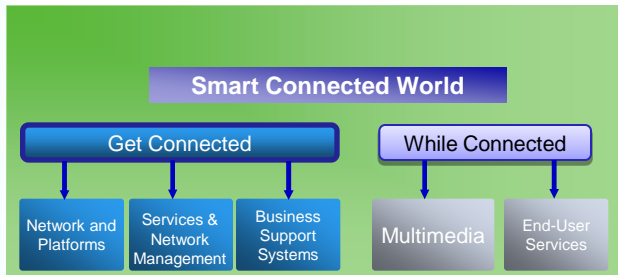 Smart Connected World
Get Connected
While Connected
Network and
Platforms
Services &
Network
Management
Business
Support
Systems
Multimedia
End-User
Services